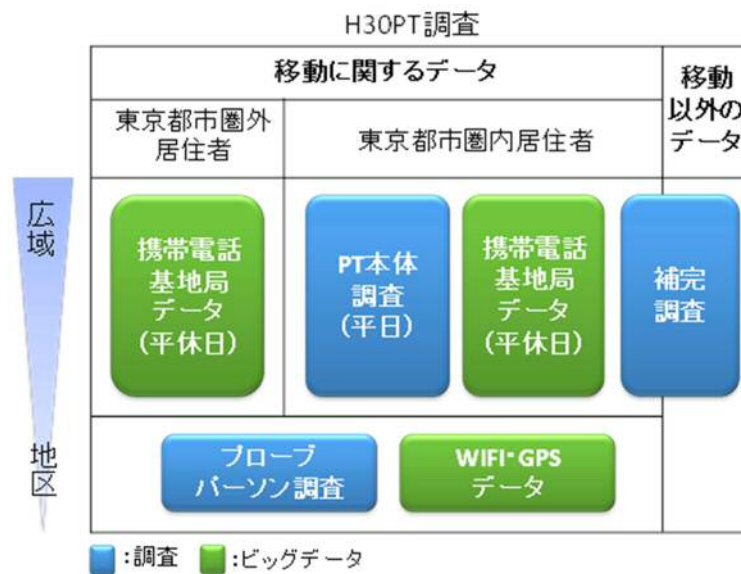 H30PT調査
移動に関するデータ
移動
以外の
データ
東京都市圏外
居住者
東京都市圏内居住者
広域
携帯電話
基地局
データ
(平休日)
PT本体
調査
(平日)
携帯電話
基地局
データ
(平休日)
補完
調査
地区
プローブ
パーソン調査
WIFI・GPS
データ
:調査
:ビッグデータ